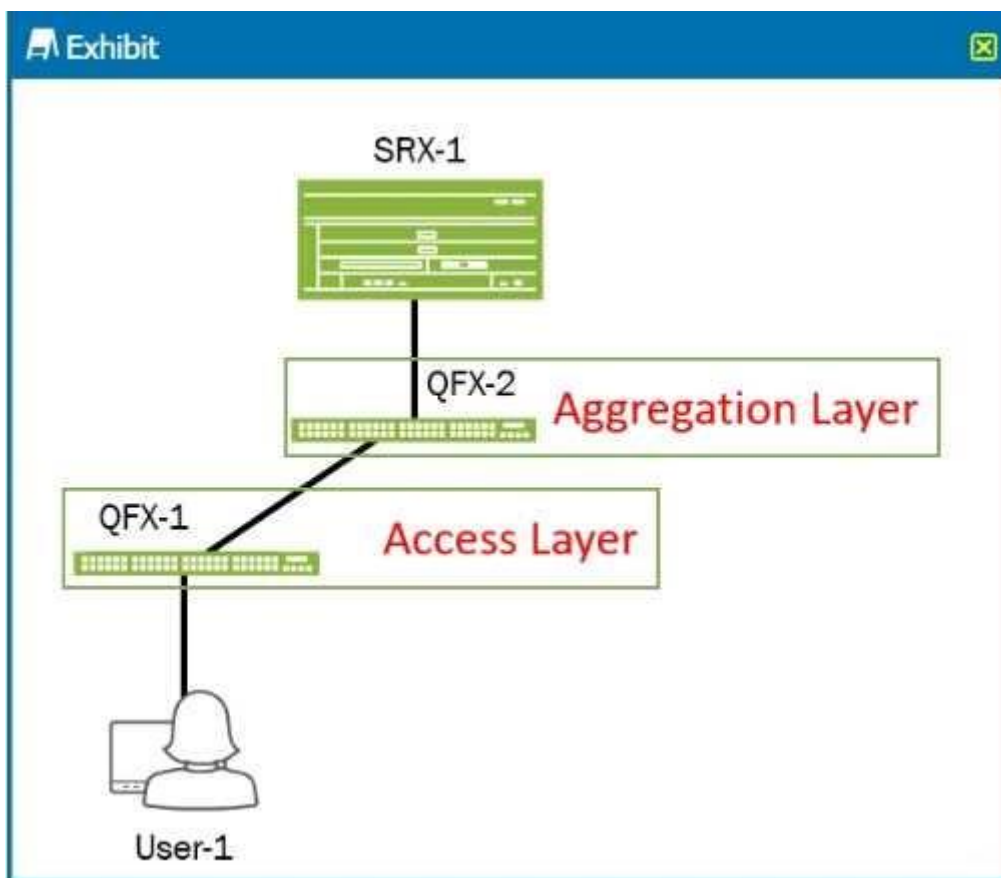 Exhibit
SRX-1
QFX-2
Aggregation Layer
QFX-1
Access Layer
User-1